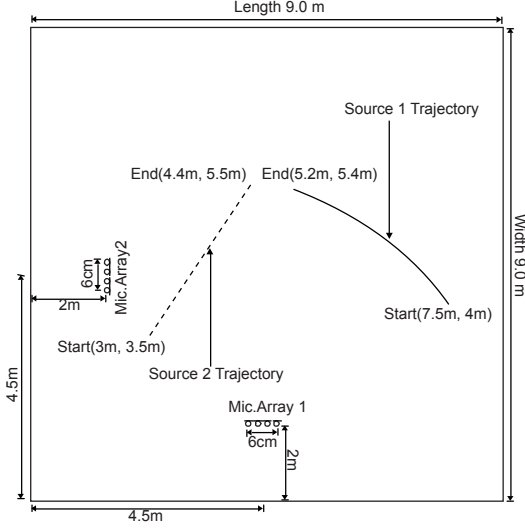 Length 9.0 m
Source 1 Trajectory
End(4.4m, 5.5m)
End(5.2m, 5.4m)
Width 9.0 m
6cm
Mic.Array2
2m
Start(7.5m, 4m)
Start(3m, 3.5m)
Source 2 Trajectory
4.5m
Mic.Array 1
6cm
2m
4.5m